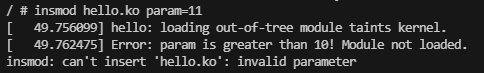 / # insmod hello.ko param=11
[   49.756099] hello: loading out-of-tree module taints kernel.
[   49.762475] Error: param is greater than 10! Module not loaded.
insmod: can't insert 'hello.ko': invalid parameter